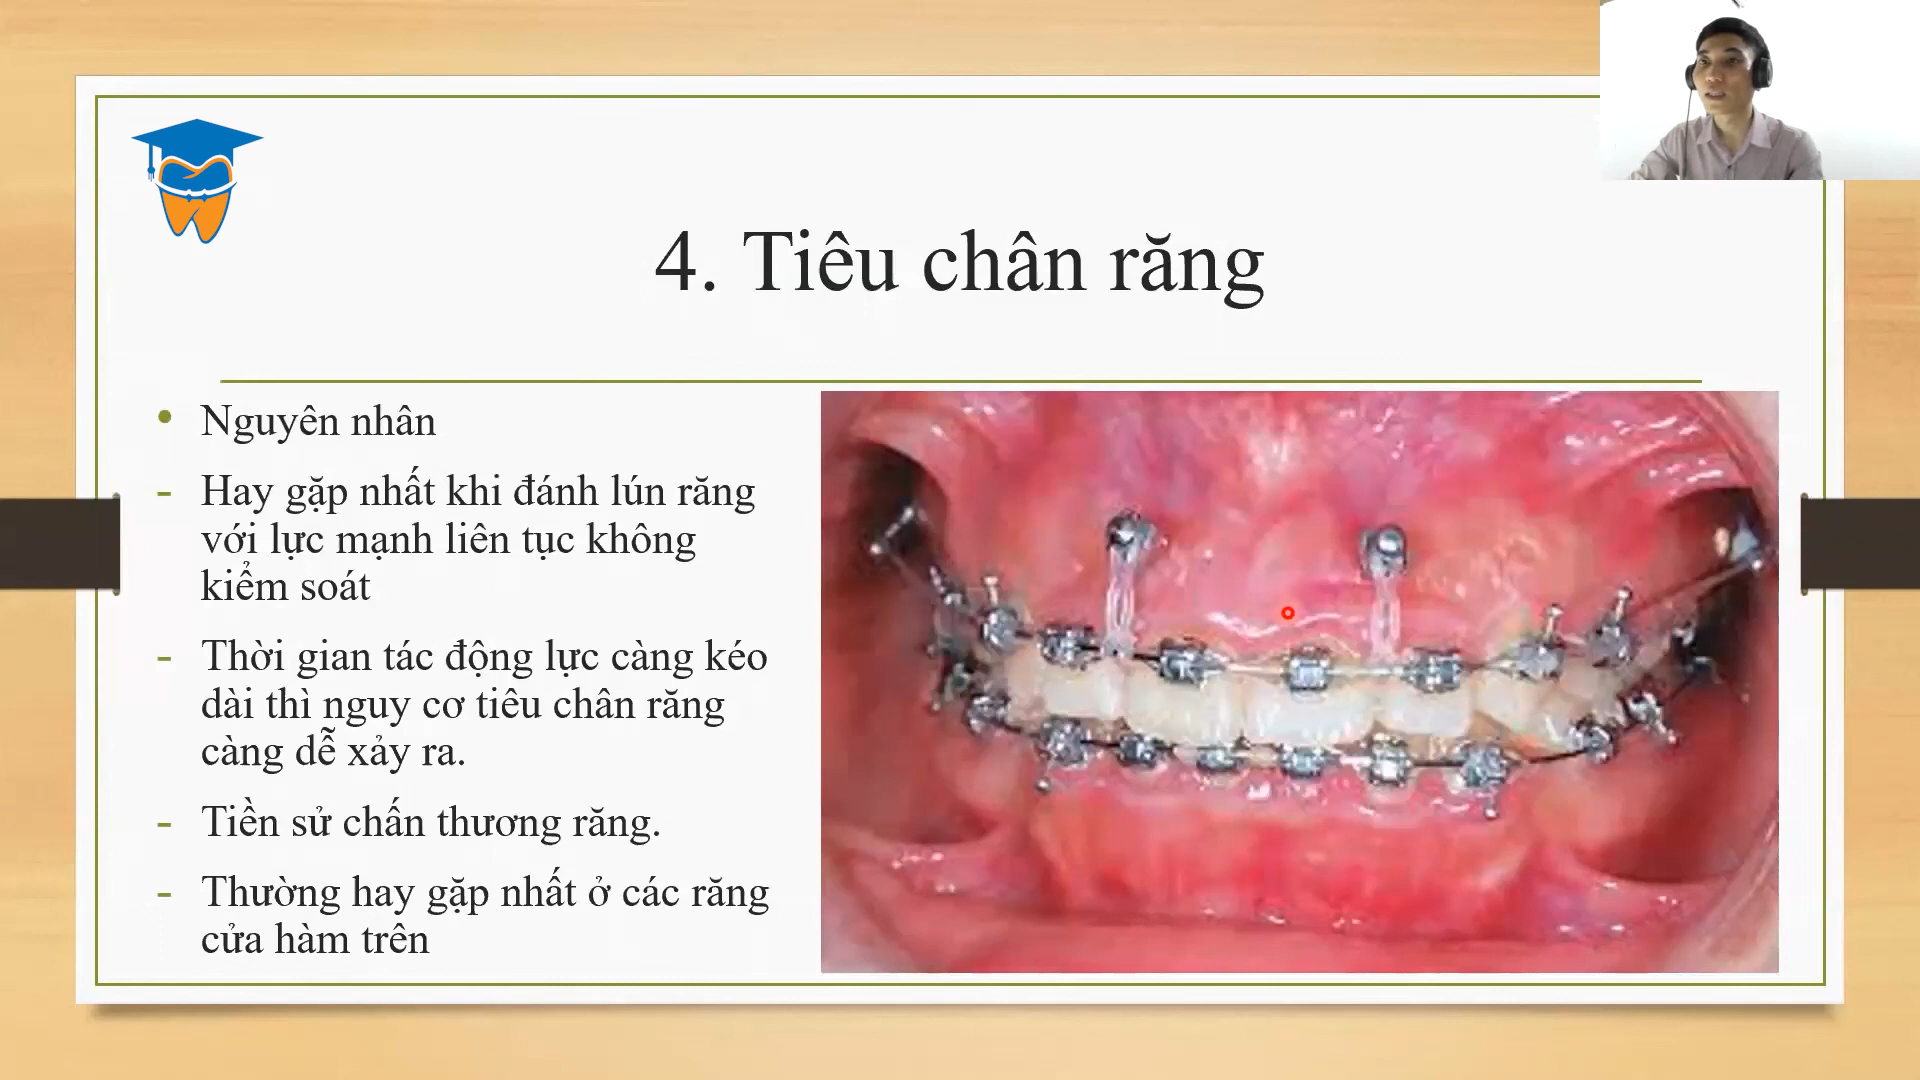 4. Tiêu chân răng
• Nguyên nhân
- Hay gặp nhất khi đánh lún răng
với lực mạnh liên tục không
kiểm soát
- Thời gian tác động lực càng kéo
dài thì nguy cơ tiêu chân răng
càng dễ xảy ra.
- Tiền sử chấn thương răng.
- Thường hay gặp nhất ở các răng
cửa hàm trên